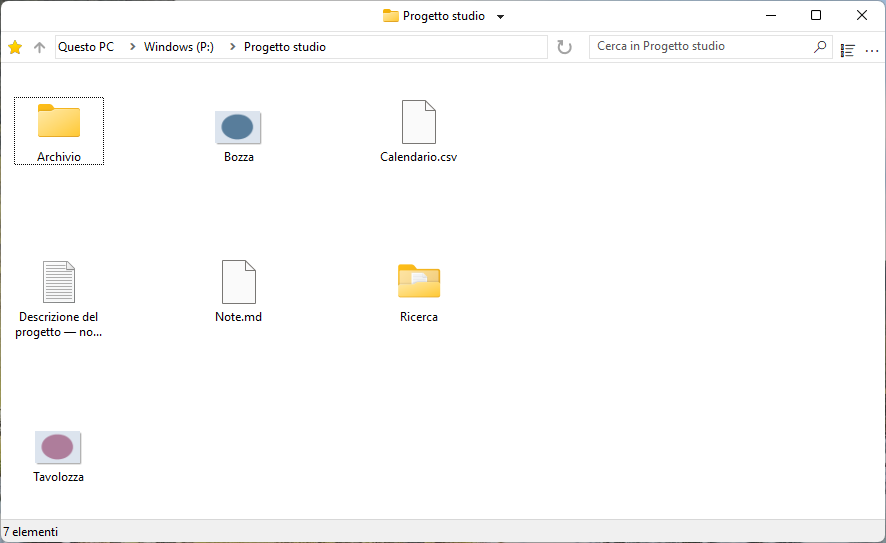 Progetto studio
Questo PC
Windows (P:)
Progetto studio
Cerca in Progetto studio
Archivio
Bozza
Calendario.csv
Descrizione del
progetto — no...
Note.md
Ricerca
Tavolozza
7 elementi